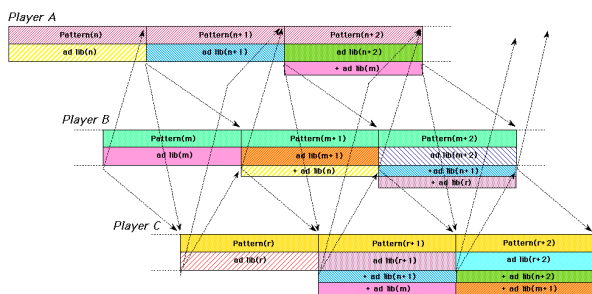 Player A
Pattern(n) Pattern(n+1) Pattern(n+2)
ad lib(n) ad lib(n+1) ad lib(n+2)
+ ad lib(m)
Player B
Pattern(m) Pattern(m+1) Pattern(m+2)
ad lib(m) ad lib(m+1) ad lib(m+2)
+ ad lib(n) +ad lib(n+1)
+ ad lib(r)
Player C
Pattern(r) Pattern(r+1) Pattern(r+2)
ad lib(r) ad lib(r+1) ad lib(r+2)
+ ad lib(n+1) + ad lib(n+2)
+ ad lib(m) + ad lib(m+1)